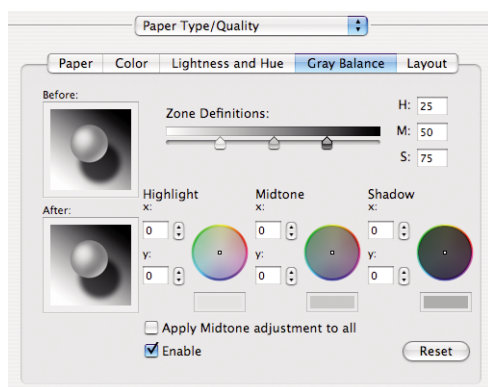 Paper Type/Quality
Paper Color Lightness and Hue Gray Balance Layout
Before:
Zone Definitions:
H: 25
M: 50
S: 75
After:
Highlight Midtone Shadow
x: x: x:
0 0 0
y: y: y:
0 0 0
Apply Midtone adjustment to all
Enable
Reset